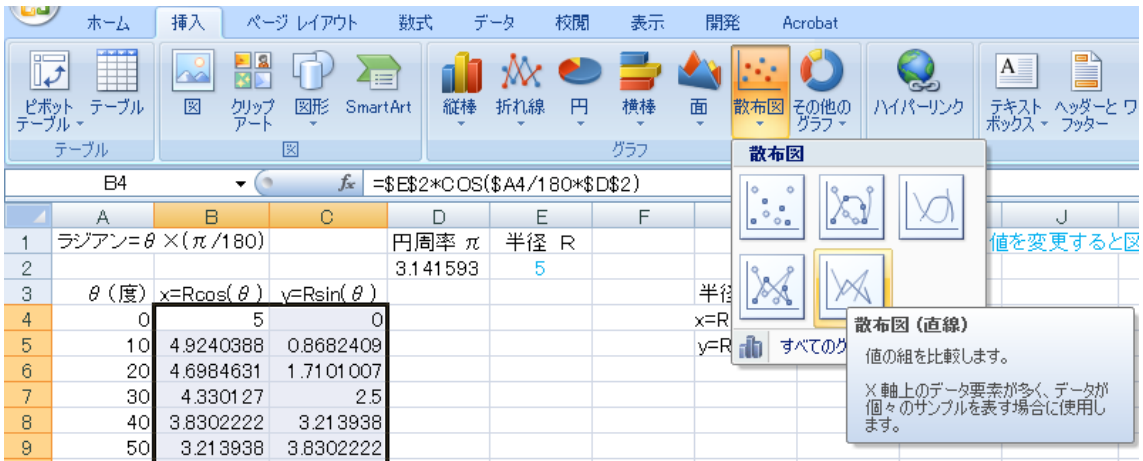 ホーム 挿入 ページ レイアウト 数式 データ 校閲 表示 開発 Acrobat
ピボット
テーブル
テーブル
図
クリップ
アート
図形
SmartArt
縦棒
折れ線
円
横棒
面
散布図
その他の
グラフ
ハイパーリンク
テキスト
ボックス
ヘッダーと
フッター
ワ
テーブル 図 グラフ
散布図
B4 fx =$E$2*COS($A4/180*$D$2)
A B C D E F J
1 ラジアン=θ×(π/180) 円周率 π 半径 R 値を変更すると図
2 3.141593 5
3 θ（度） x=Rcos(θ) y=Rsin(θ) 半径
4 0 5 0 x=R
5 10 4.9240388 0.8682409 y=R
すべてのグ
6 20 4.6984631 1.7101007
7 30 4.330127 2.5
8 40 3.8302222 3.213938
9 50 3.213938 3.8302222
散布図 (直線)
値の組を比較します。
X 軸上のデータ要素が多く、データが
個々のサンプルを表す場合に使用し
ます。